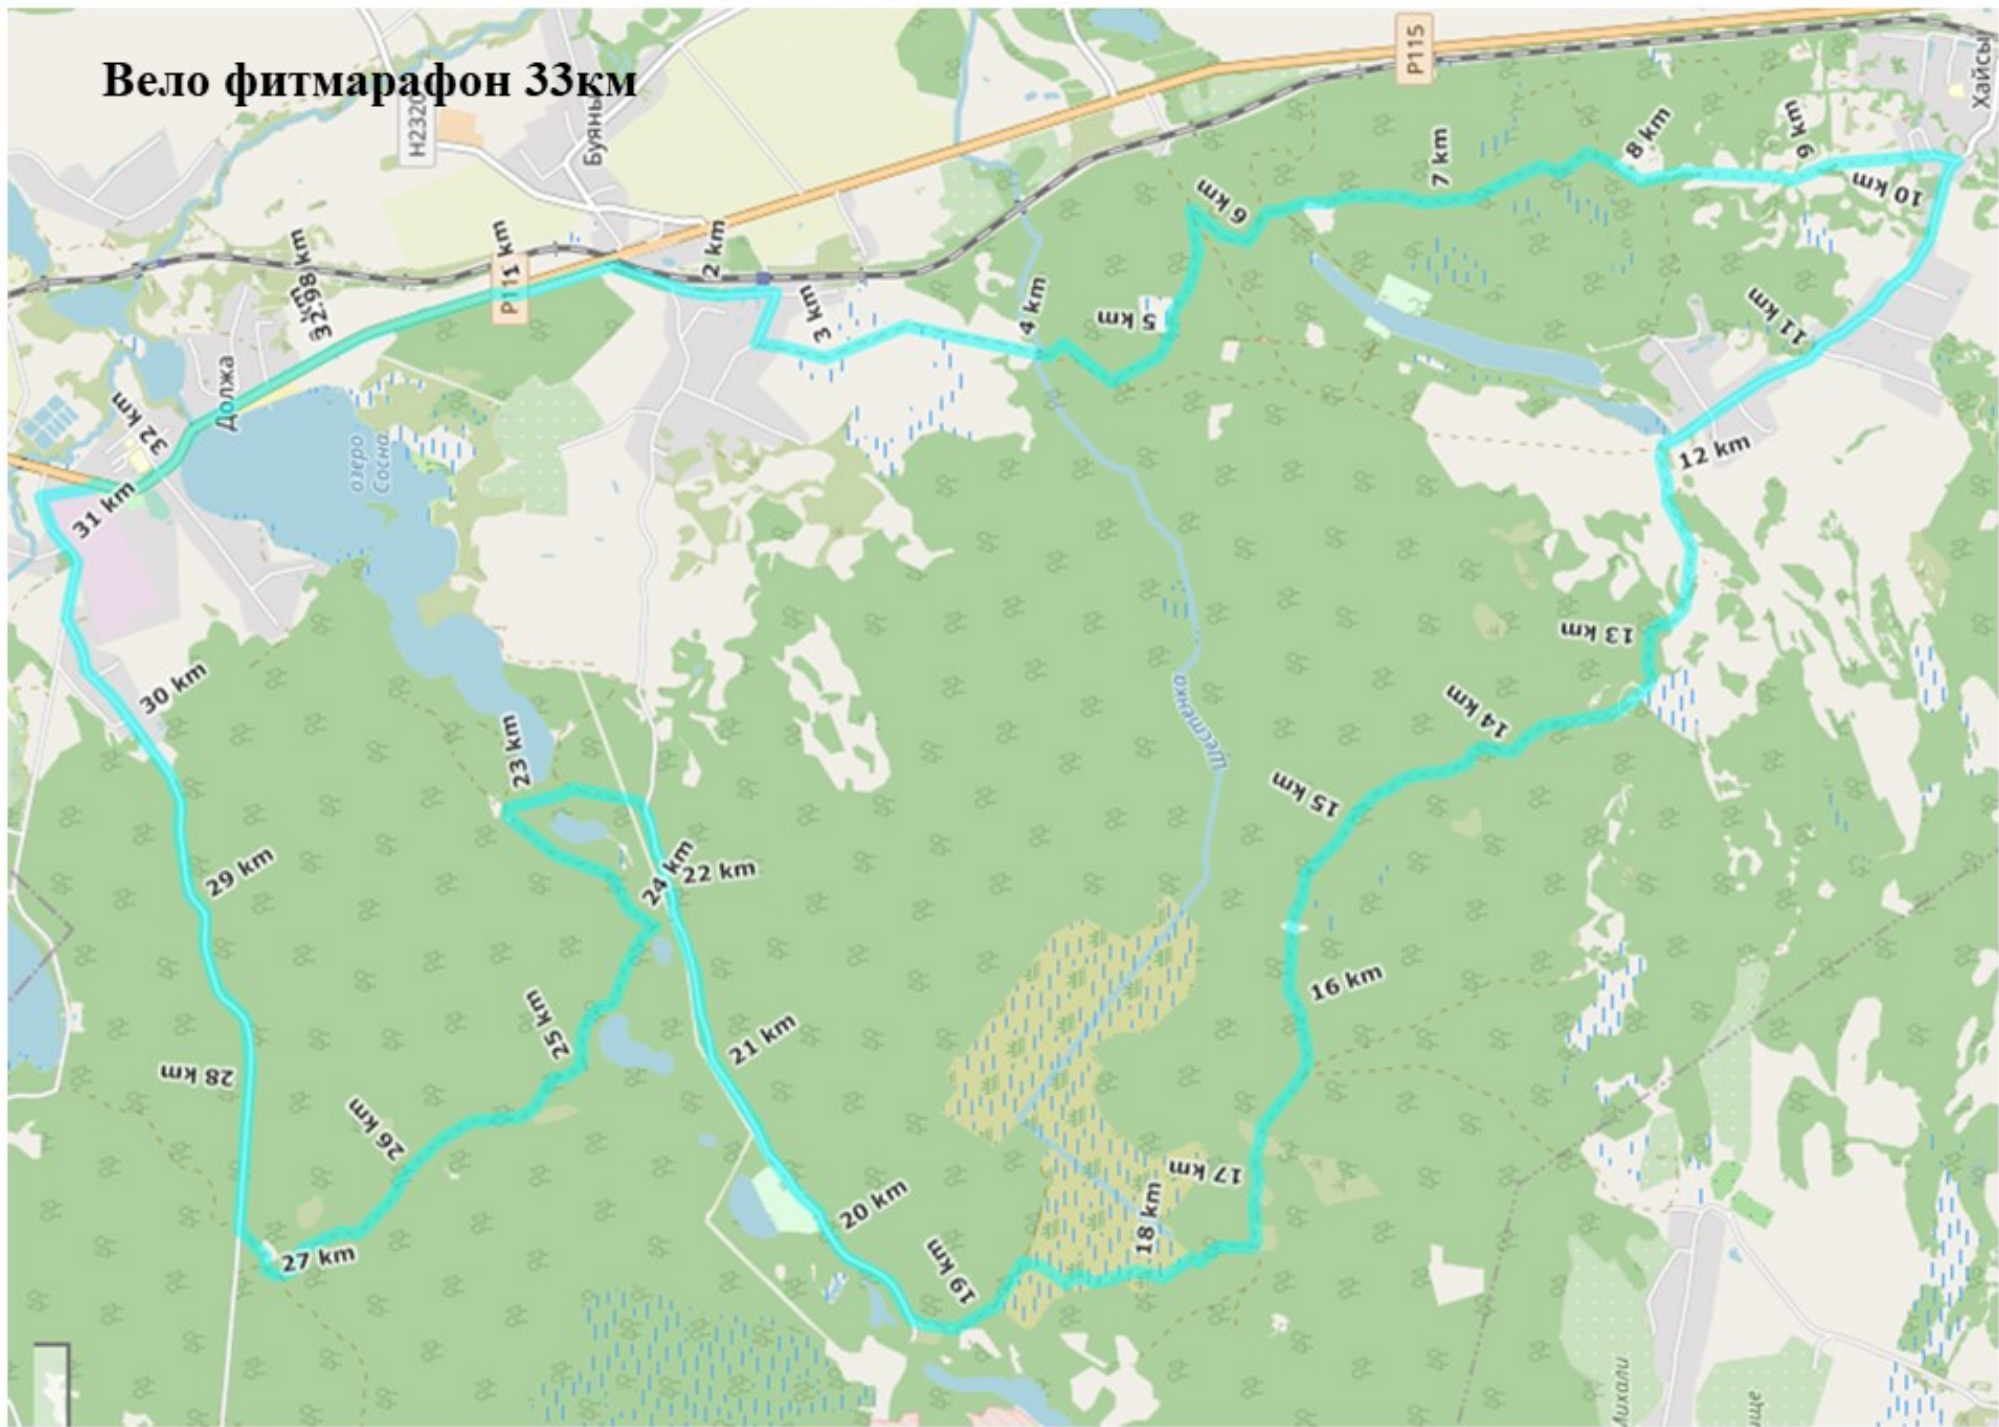 Вело фитмарафон 33км
Н2320
Буяны
Р115
Хайсы
8 km
9 km
7 km
6 km
10 km
2 km
1 km
Р111
32.98 km
3 km
4 km
5 km
11 km
Должа
озеро
Сосна
32 km
12 km
31 km
13 km
30 km
14 km
Шестенка
23 km
15 km
24 km
22 km
29 km
16 km
25 km
21 km
28 km
26 km
17 km
18 km
20 km
19 km
27 km
Михали